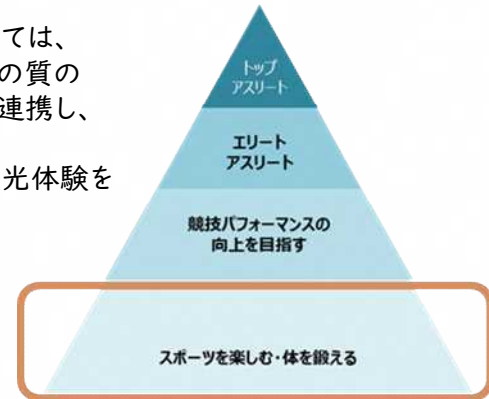 ては、
の質の
連携し、
光体験を
トップ
アスリート
エリート
アスリート
競技パフォーマンスの
向上を目指す
スポーツを楽しむ・体を鍛える